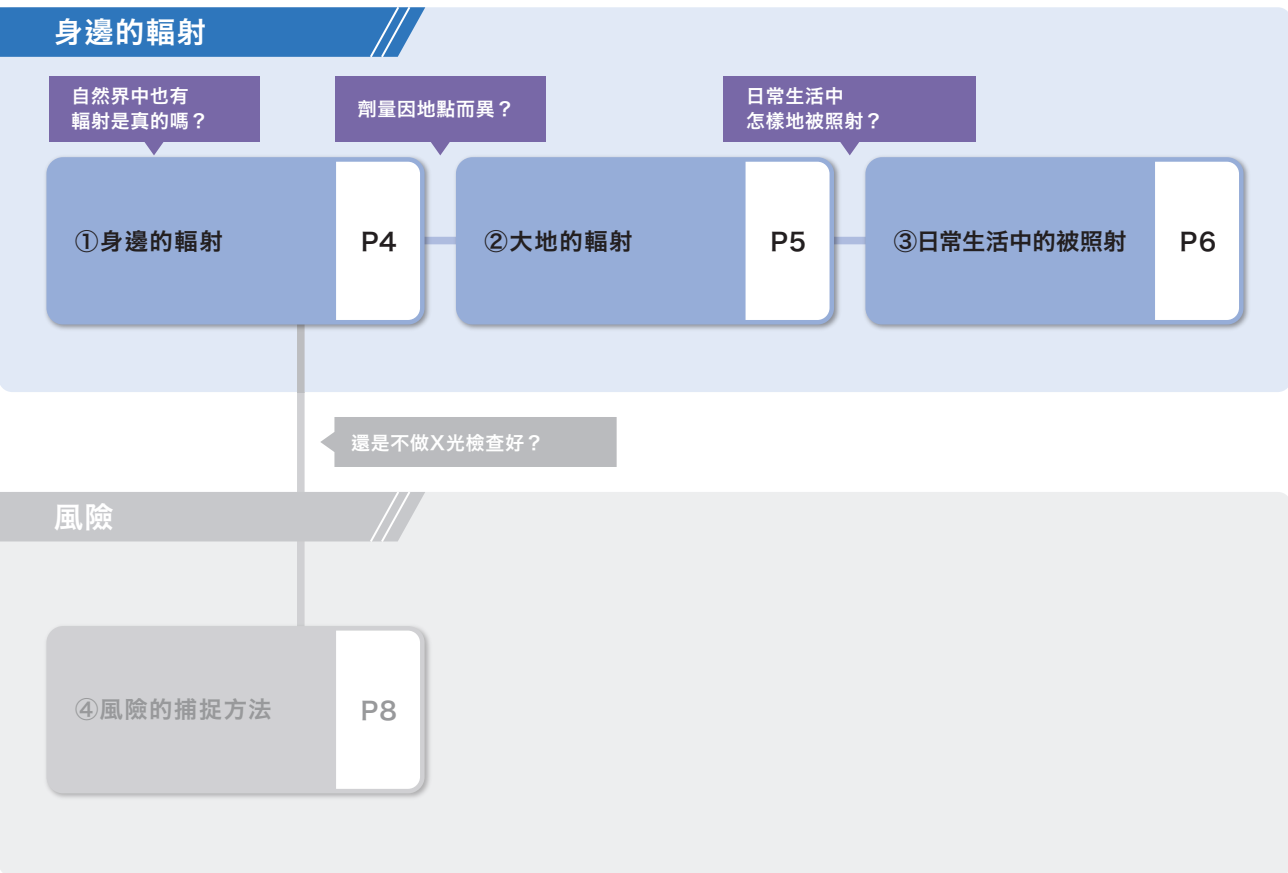 身邊的輻射
自然界中也有
輻射是真的嗎？
劑量因地點而異？
日常生活中
怎樣地被照射？
①身邊的輻射
P4
②大地的輻射
P5
③日常生活中的被照射
P6
還是不做X光檢查好？
風險
④風險的捕捉方法
P8